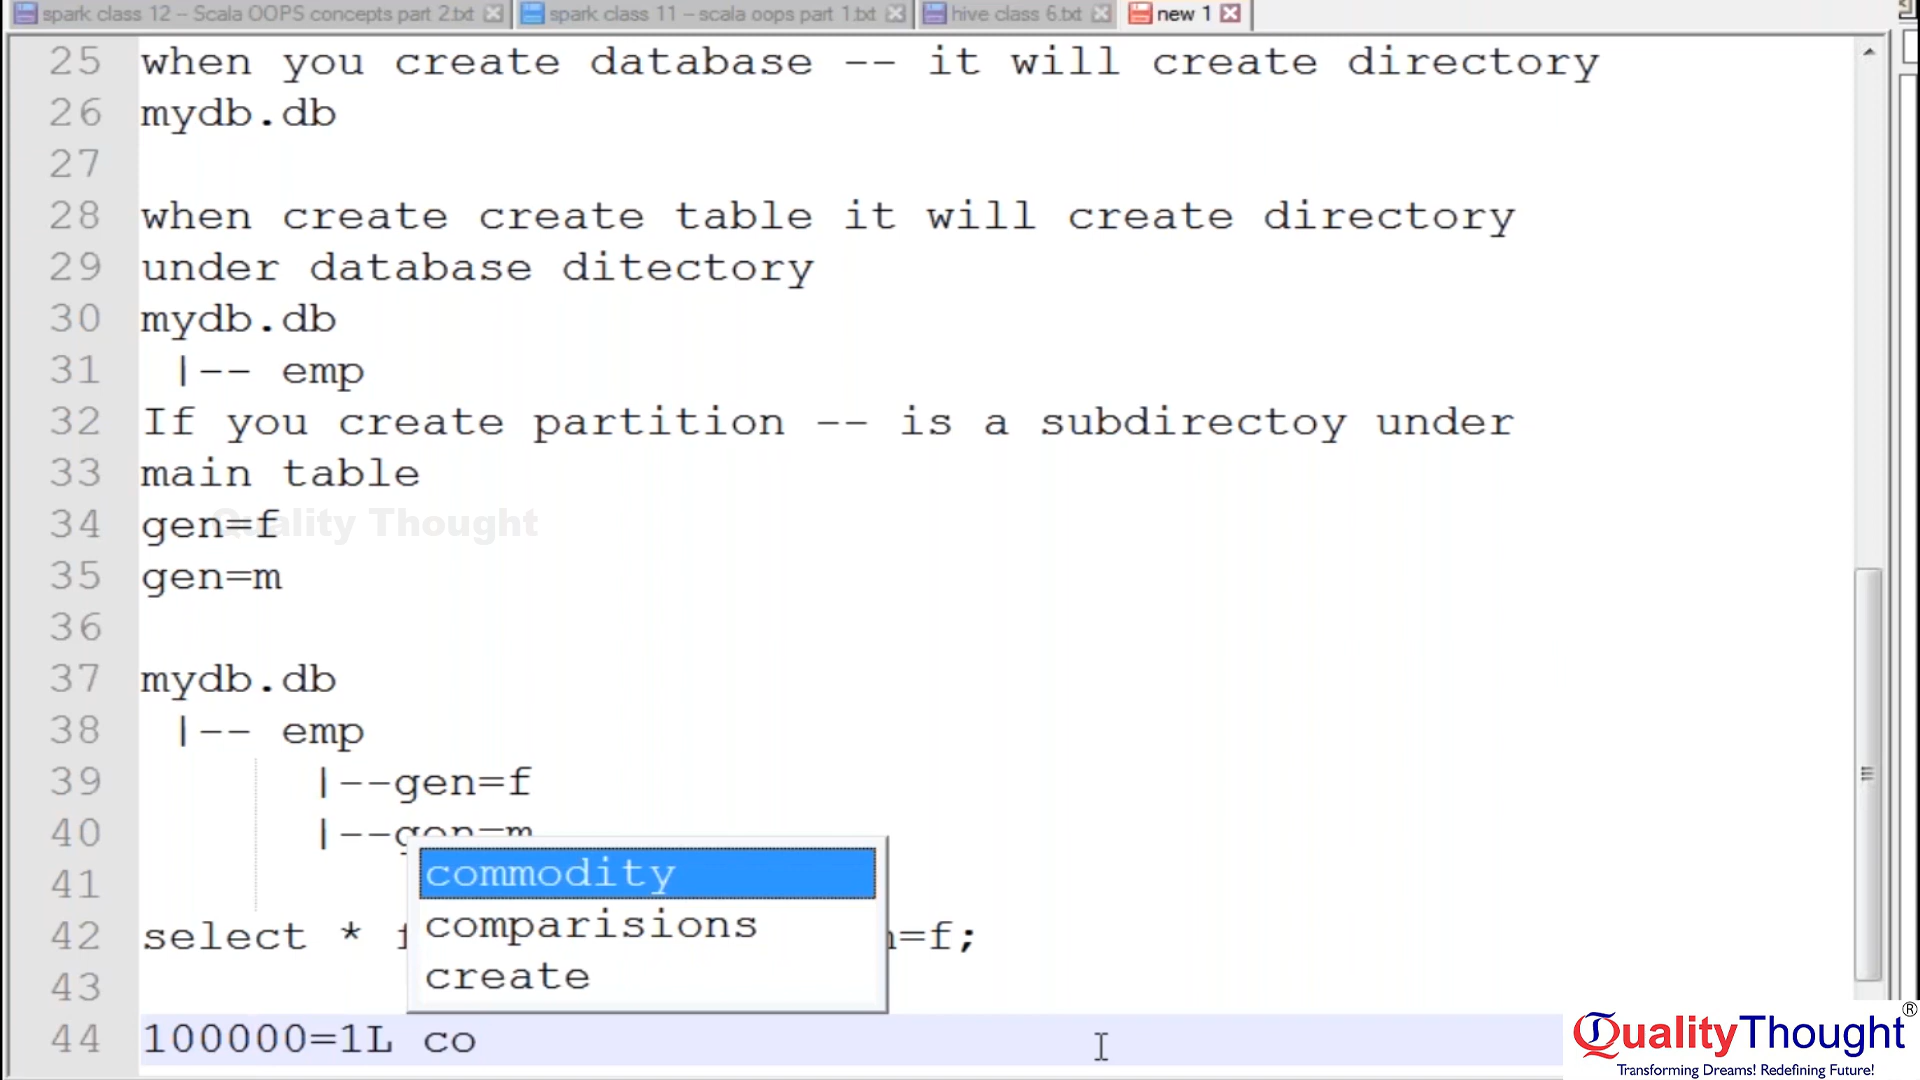 spark class 12 – Scala OOPS concepts part 2.txt spark class 11 – scala oops part 1.txt hive class 6.txt new 1
25 when you create database -- it will create directory
26 mydb.db
27
28 when create create table it will create directory
29 under database ditectory
30 mydb.db
31 |-- emp
32 If you create partition -- is a subdirectoy under
33 main table
34 gen=f
Quality Thought
35 gen=m
36
37 mydb.db
38 |-- emp
39 |--gen=f
40 |--gen=m
commodity
41
comparisions
42 select * =f;
create
43
44 100000=1L co
QualityThought®
Transforming Dreams! Redefining Future!